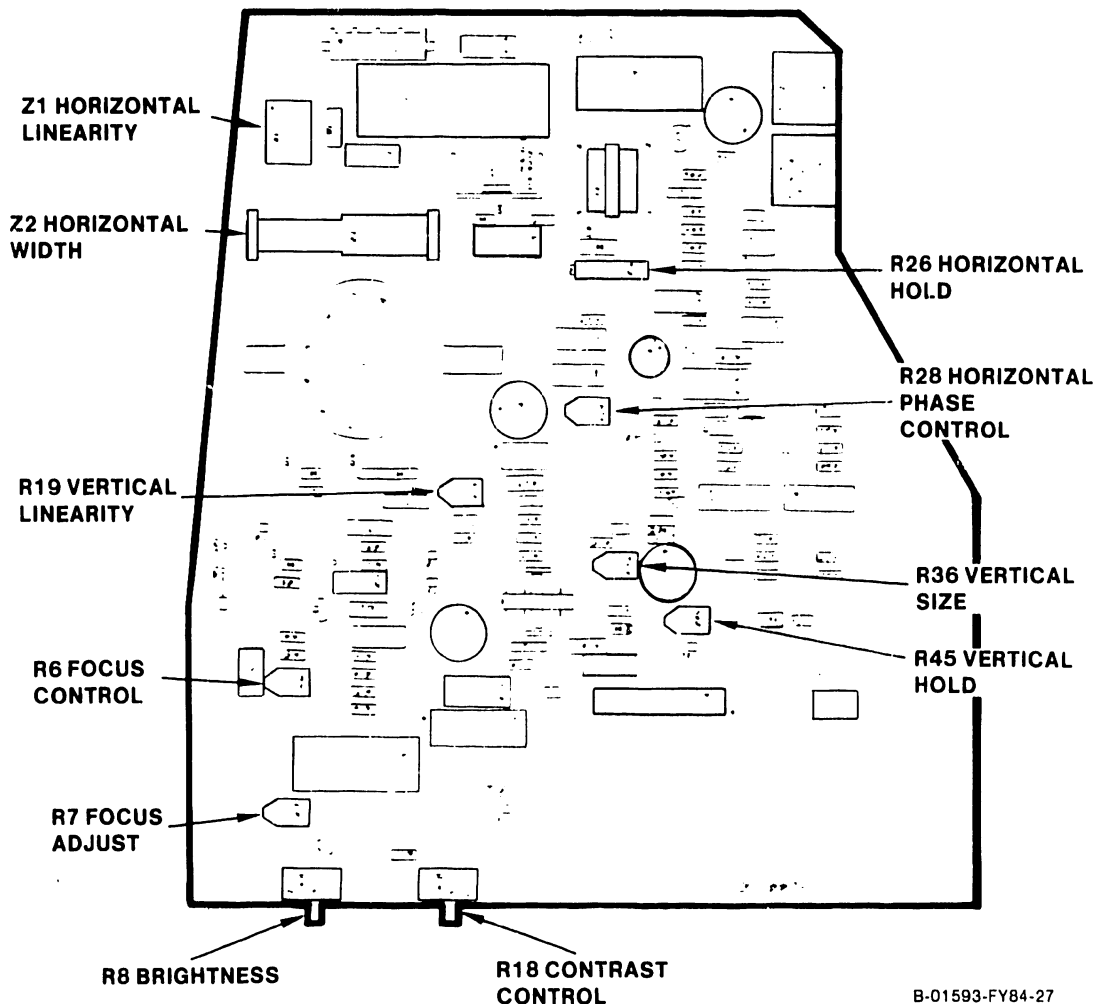 Z1 HORIZONTAL
LINEARITY
Z2 HORIZONTAL
WIDTH
R26 HORIZONTAL
HOLD
R28 HORIZONTAL
PHASE
CONTROL
R19 VERTICAL
LINEARITY
R36 VERTICAL
SIZE
R45 VERTICAL
HOLD
R6 FOCUS
CONTROL
R7 FOCUS
ADJUST
R8 BRIGHTNESS
R18 CONTRAST
CONTROL
B-01593-FY84-27